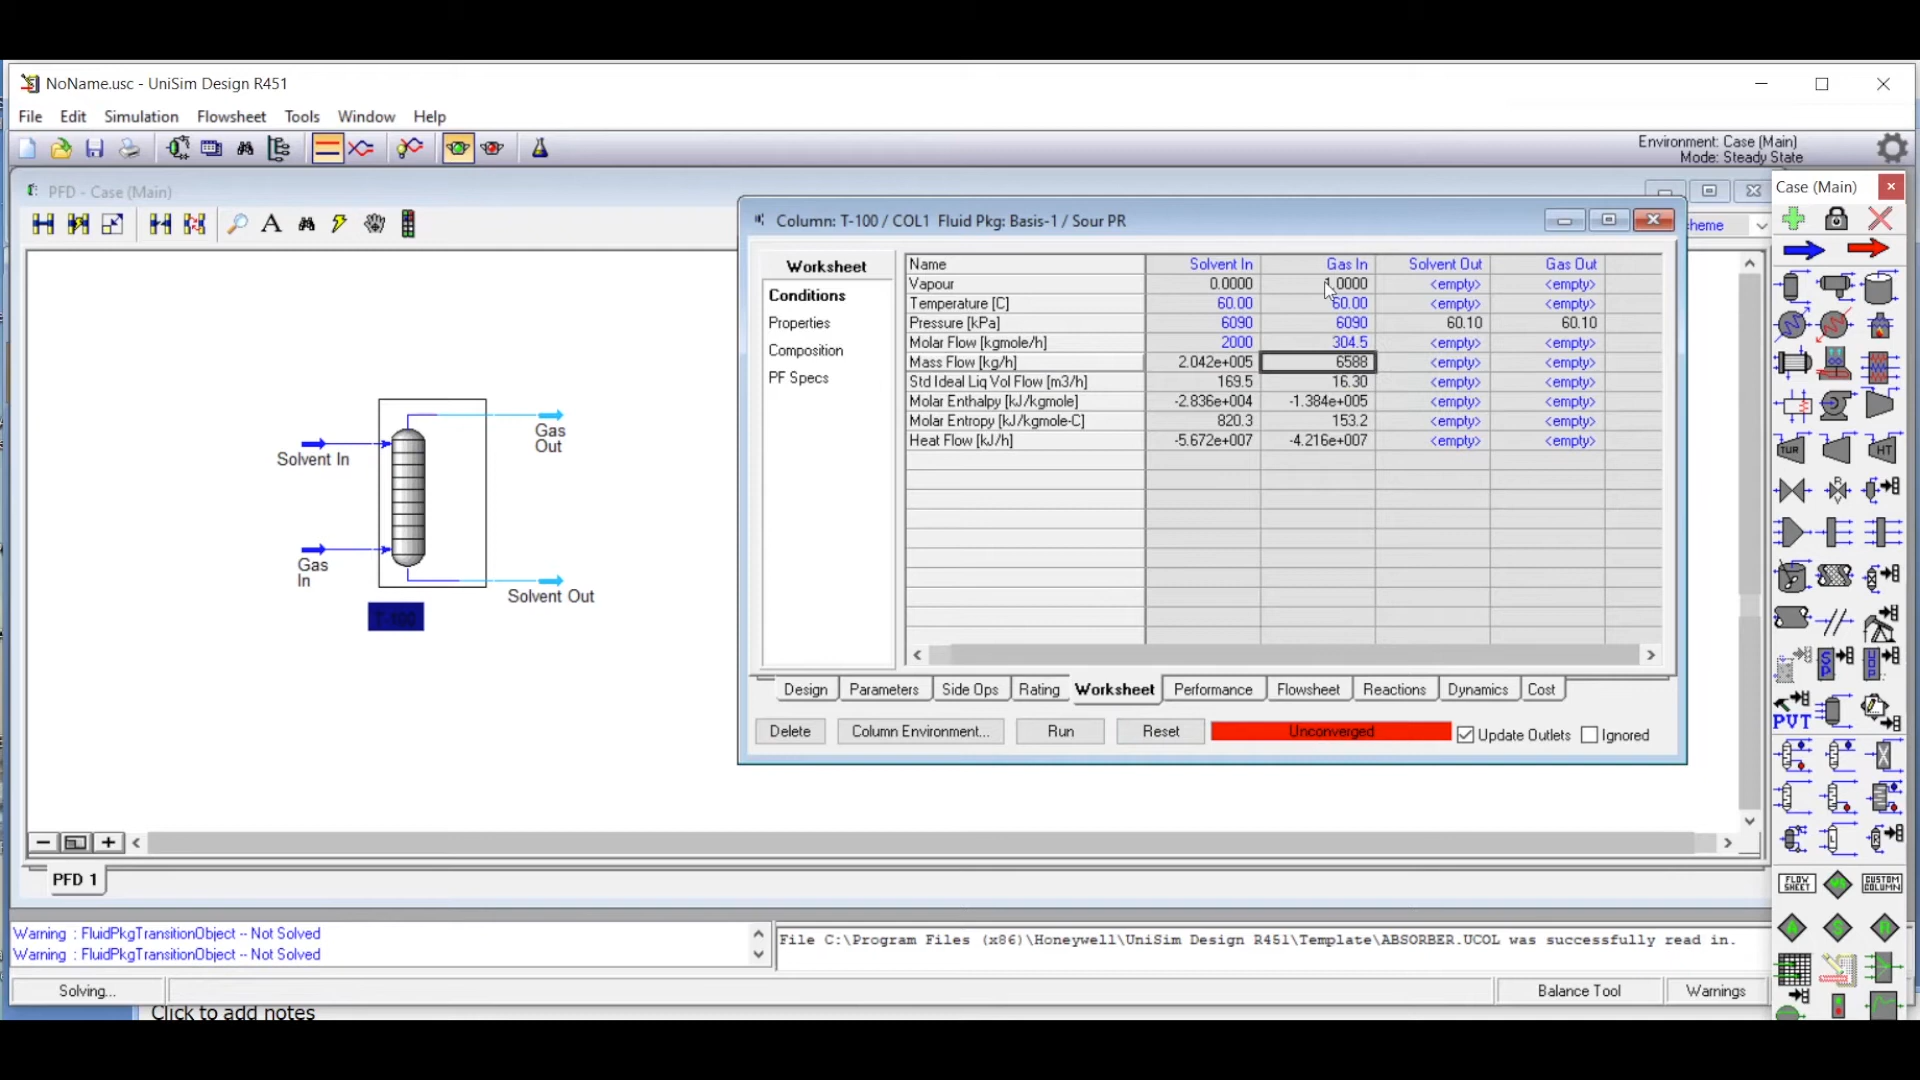 NoName.usc - UniSim Design R451
File Edit Simulation Flowsheet Tools Window Help
Environment: Case (Main)
Mode: Steady State
PFD - Case (Main)
Case (Main)
heme
Column: T-100 / COL1 Fluid Pkg: Basis-1 / Sour PR
Worksheet
Conditions
Properties
Composition
PF Specs
Name Solvent In Gas In Solvent Out Gas Out
Vapour 0.0000 1.0000 <empty> <empty>
Temperature [C] 60.00 60.00 <empty> <empty>
Pressure [kPa] 6090 6090 60.10 60.10
Molar Flow [kgmole/h] 2000 304.5 <empty> <empty>
Mass Flow [kg/h] 2.042e+005 6588 <empty> <empty>
Std Ideal Liq Vol Flow [m3/h] 169.5 16.30 <empty> <empty>
Molar Enthalpy [kJ/kgmole] -2.836e+004 -1.384e+005 <empty> <empty>
Molar Entropy [kJ/kgmole-C] 820.3 153.2 <empty> <empty>
Heat Flow [kJ/h] -5.672e+007 -4.216e+007 <empty> <empty>
Design Parameters Side Ops Rating Worksheet Performance Flowsheet Reactions Dynamics Cost
Delete Column Environment... Run Reset Unconverged Update Outlets Ignored
Gas
Out
Solvent In
Gas
In
Solvent Out
T-100
PFD 1
TUR
HT
PVT
FLOW
SHEET
CUSTOM
COLUMN
Warning : FluidPkgTransitionObject -- Not Solved
Warning : FluidPkgTransitionObject -- Not Solved
File C:\Program Files (x86)\Honeywell\UniSim Design R451\Template\ABSORBER.UCOL was successfully read in.
Solving...
Balance Tool
Warnings
Click to add notes